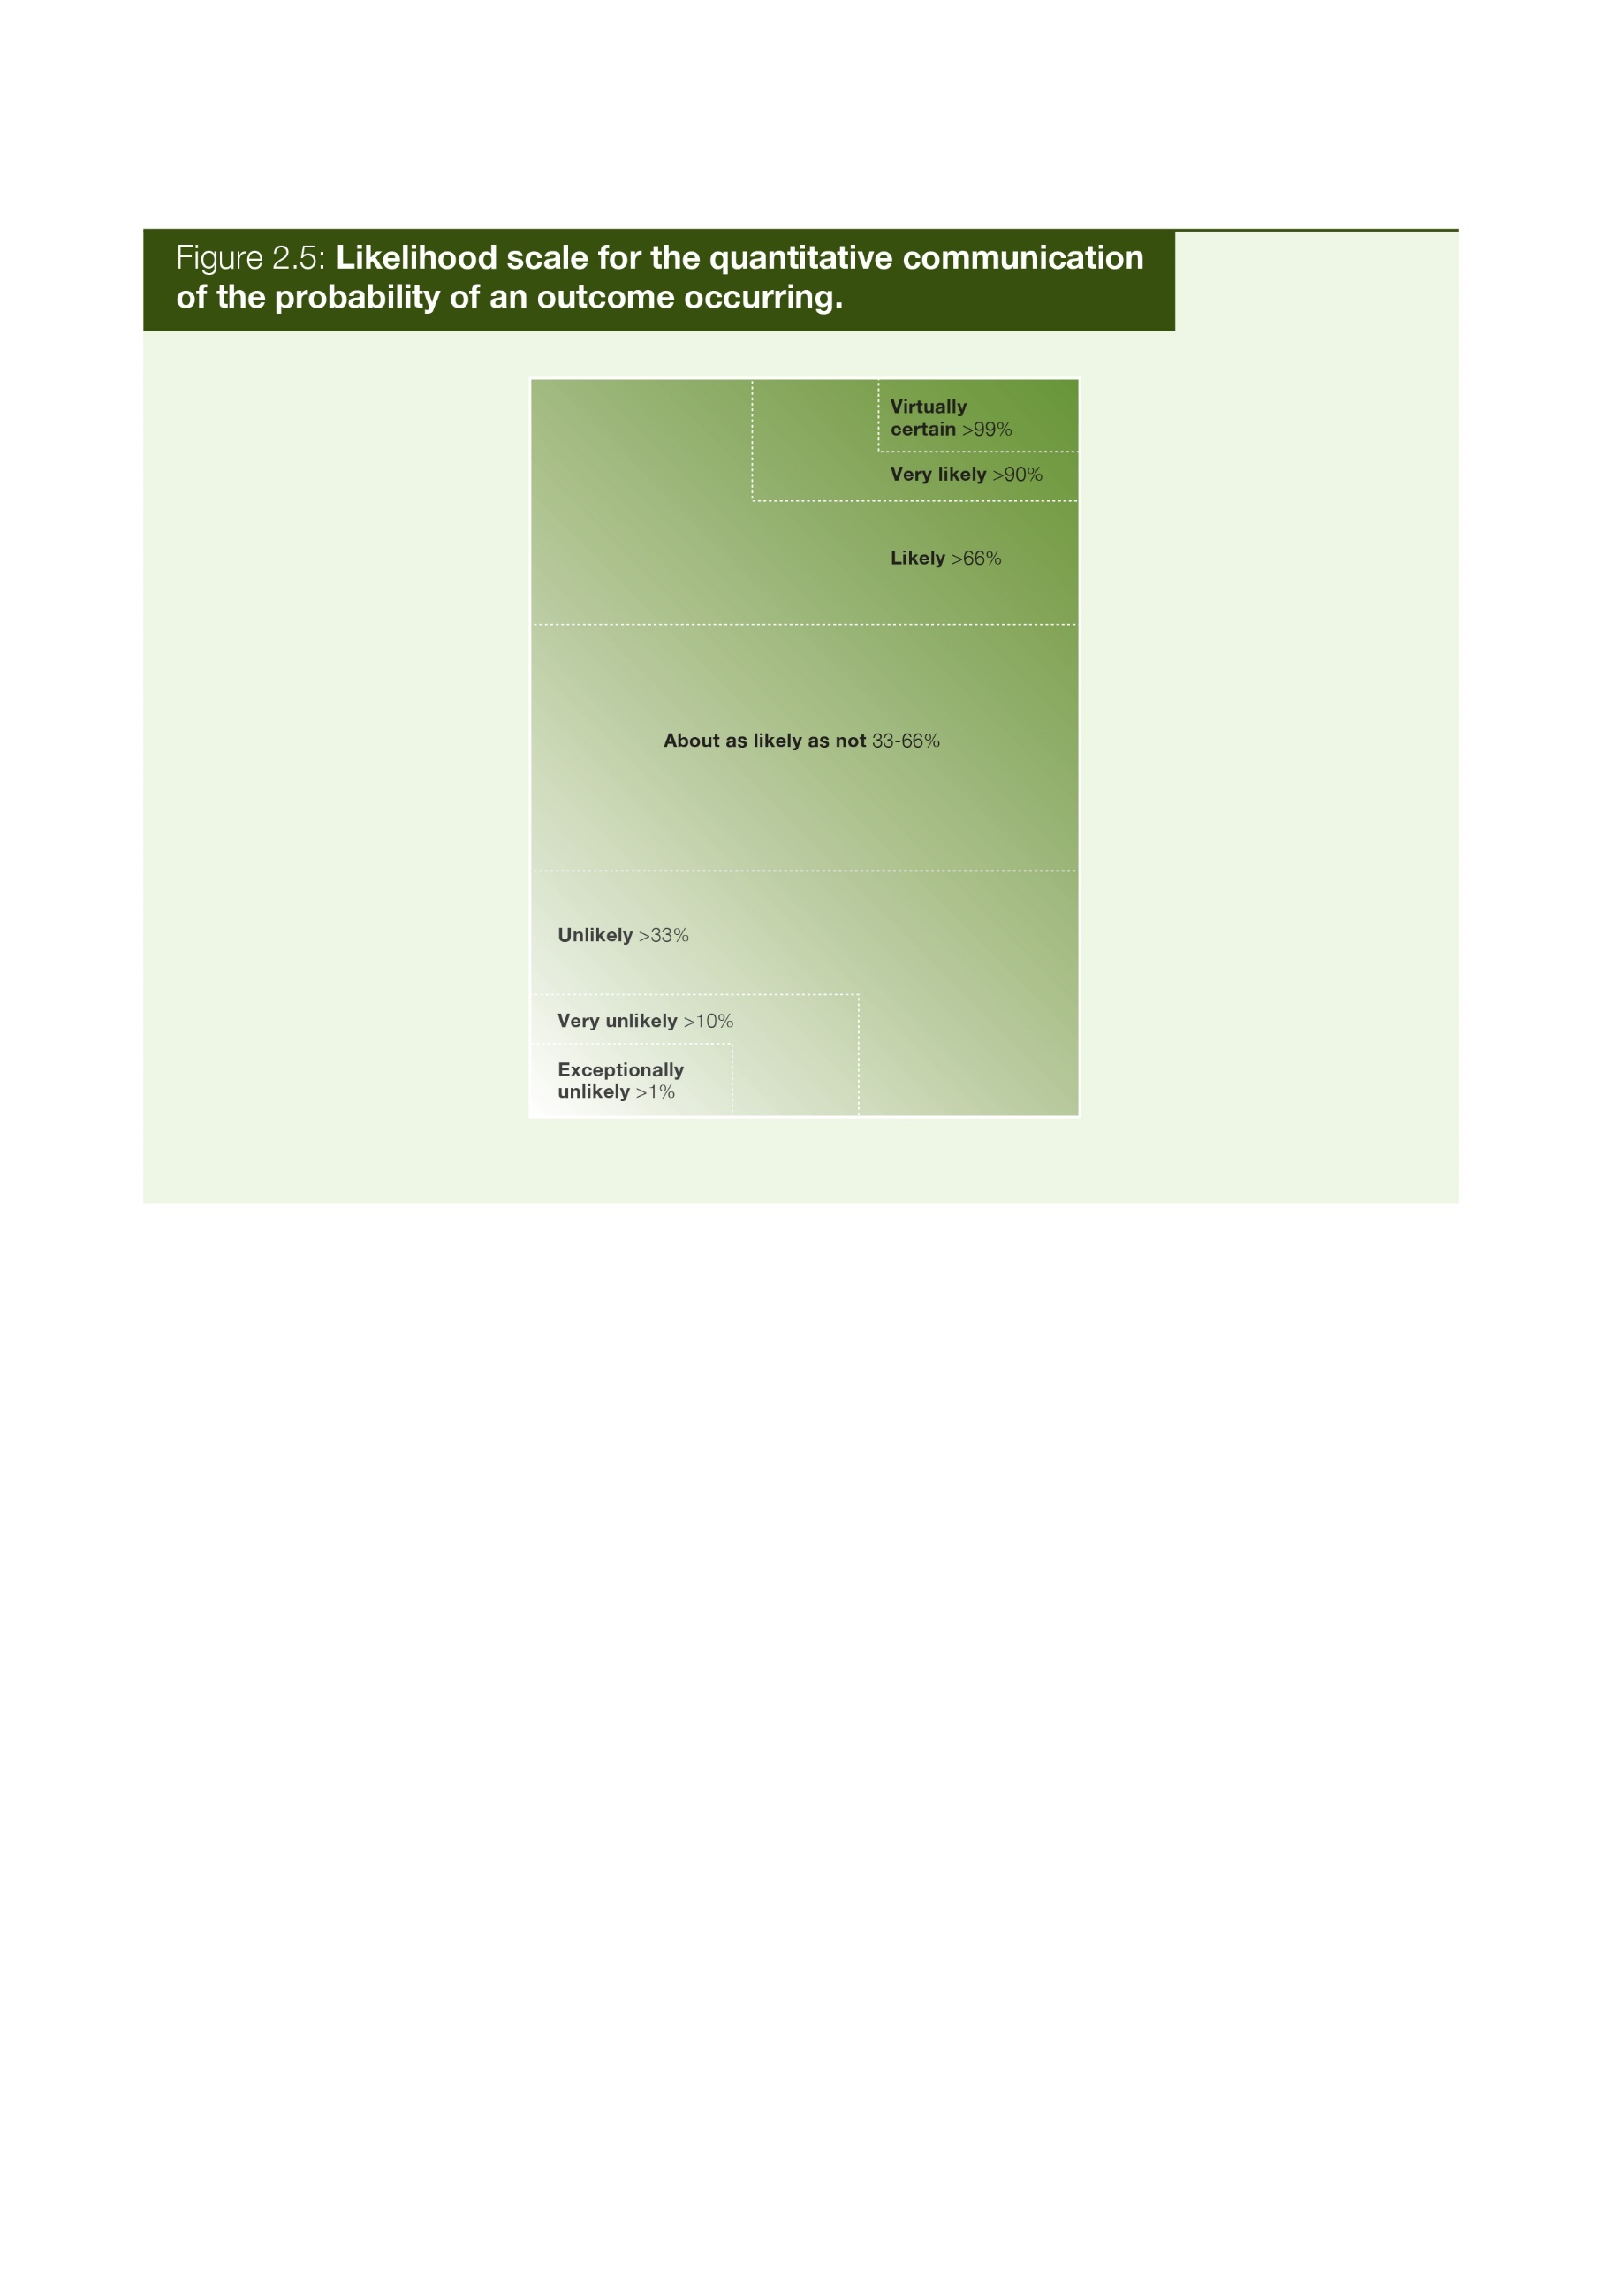 Figure 2.5: Likelihood scale for the quantitative communication
of the probability of an outcome occurring.
Virtually
certain >99%
Very likely >90%
Likely >66%
About as likely as not 33-66%
Unlikely >33%
Very unlikely >10%
Exceptionally
unlikely >1%